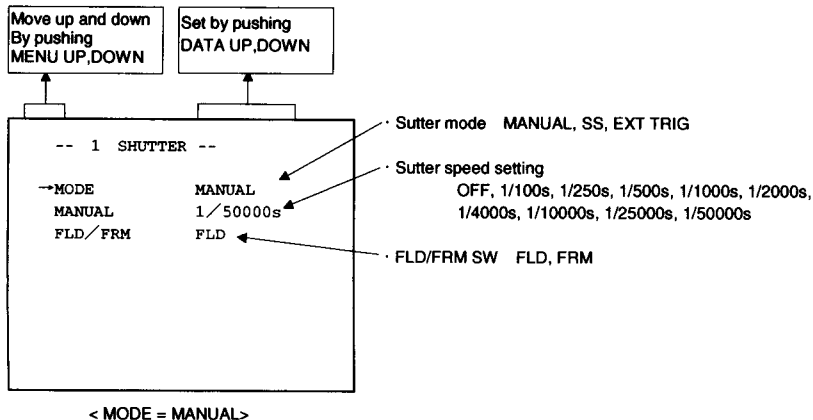 Move up and down
By pushing
MENU UP,DOWN
Set by pushing
DATA UP,DOWN
-- 1 SHUTTER --
→MODE MANUAL
MANUAL 1/50000s
FLD/FRM FLD
· Sutter mode MANUAL, SS, EXT TRIG
· Sutter speed setting
OFF, 1/100s, 1/250s, 1/500s, 1/1000s, 1/2000s,
1/4000s, 1/10000s, 1/25000s, 1/50000s
· FLD/FRM SW FLD, FRM
< MODE = MANUAL>